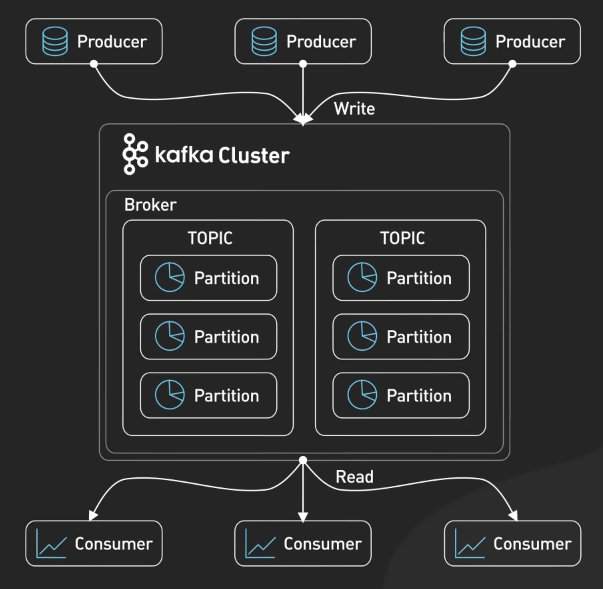 Producer Producer Producer
Write
kafka Cluster
Broker
TOPIC TOPIC
Partition Partition
Partition Partition
Partition Partition
Read
Consumer Consumer Consumer